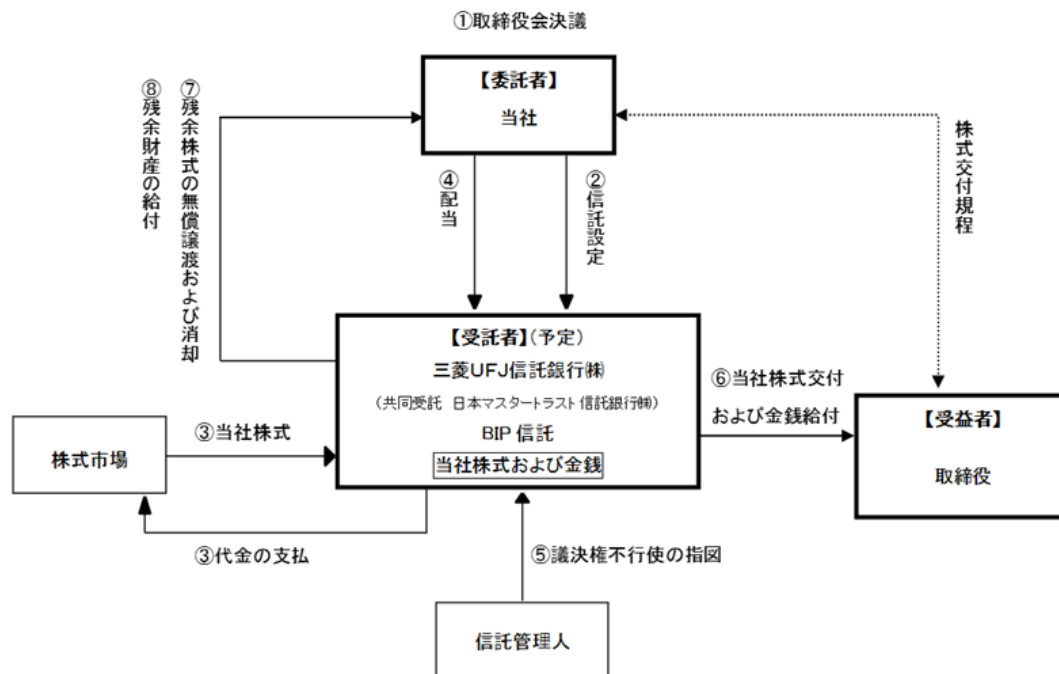 ①取締役会決議
【委託者】
当社
⑧残余財産の給付
⑦残余株式の無償譲渡および消却
④配当
②信託設定
株式交付規程
【受託者】(予定)
三菱UFJ信託銀行㈱
(共同受託 日本マスタートラスト信託銀行㈱)
BIP信託
当社株式および金銭
⑥当社株式交付
および金銭給付
【受益者】
取締役
③当社株式
株式市場
③代金の支払
⑤議決権不行使の指図
信託管理人